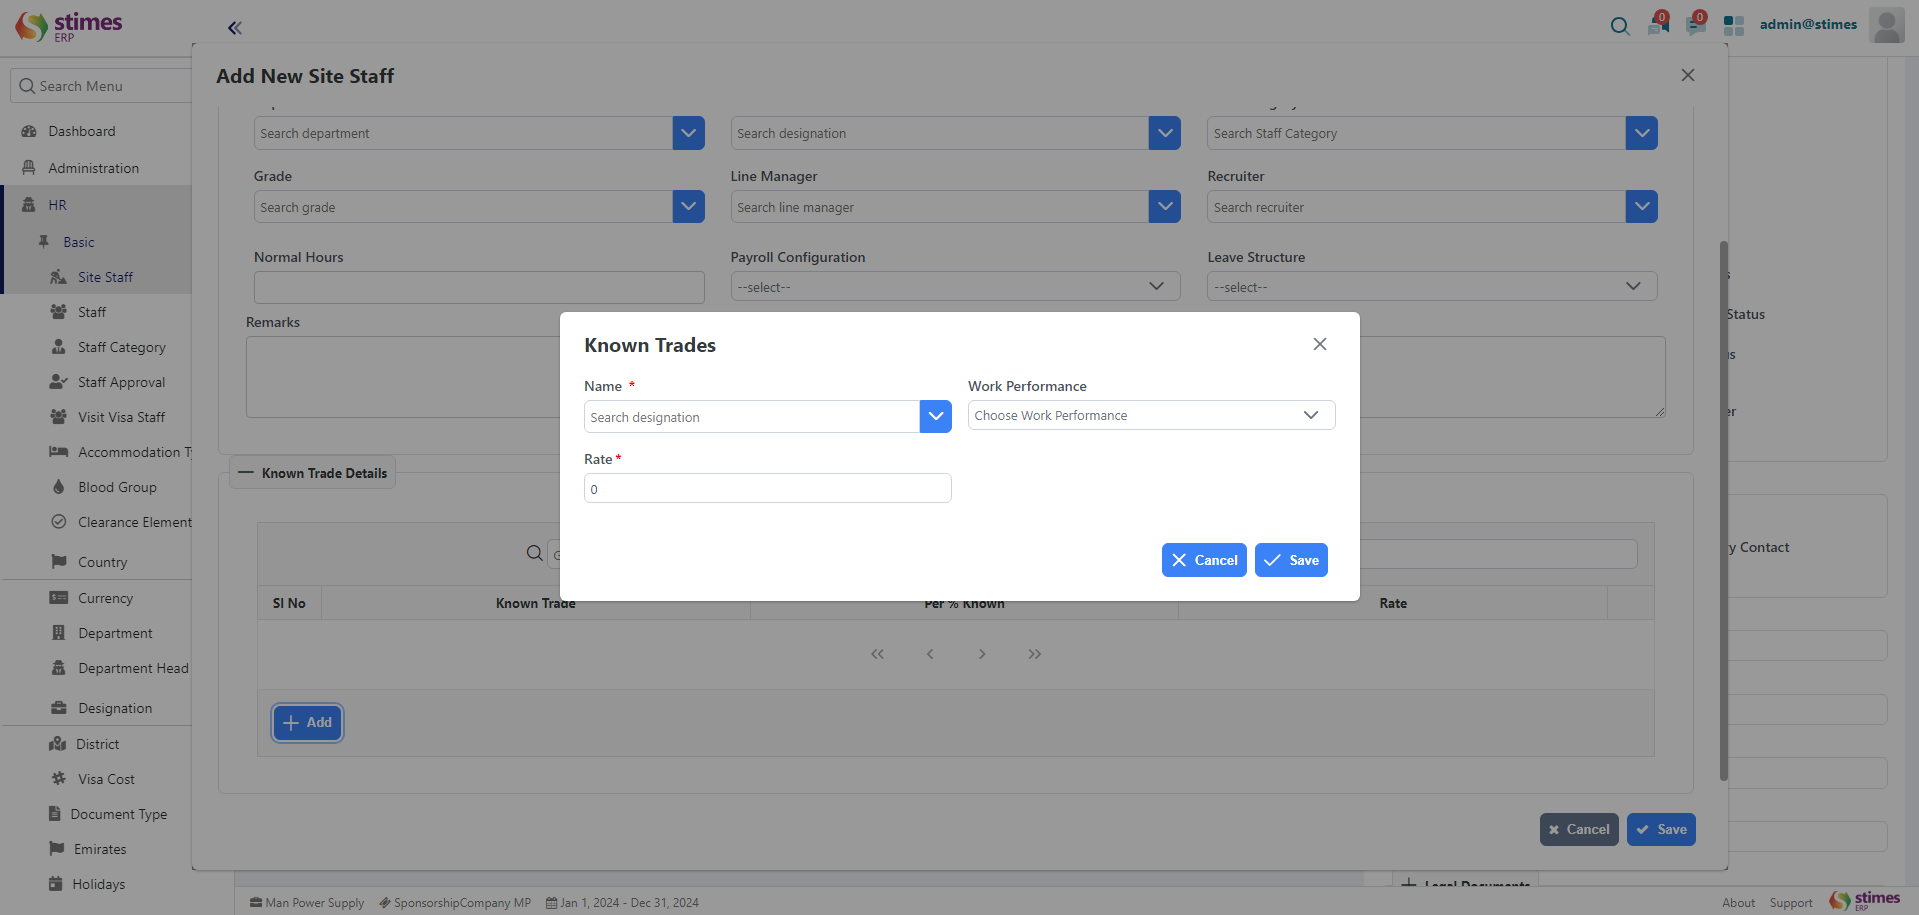 stimes
ERP
0
0
admin@stimes
Search Menu
Dashboard
Administration
HR
Basic
Site Staff
Staff
Staff Category
Staff Approval
Visit Visa Staff
Accommodation T
Blood Group
Clearance Element
Country
Currency
Department
Department Head
Designation
District
Visa Cost
Document Type
Emirates
Holidays
Add New Site Staff
Search department
Search designation
Search Staff Category
Grade
Line Manager
Recruiter
Search grade
Search line manager
Search recruiter
Normal Hours
Payroll Configuration
Leave Structure
--select--
--select--
Remarks
Status
Known Trades
Name *
Work Performance
Search designation
Choose Work Performance
Rate *
0
Cancel
Save
Known Trade Details
y Contact
Sl No
Known Trade
Per % Known
Rate
Add
Cancel
Save
Legal Documents
Man Power Supply
SponsorshipCompany MP
Jan 1, 2024 - Dec 31, 2024
About
Support
stimes
ERP